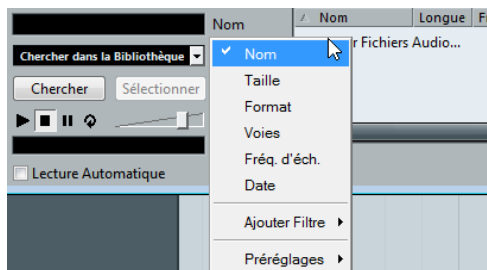 Nom
Nom
Longue
Fi
r Fichiers Audio...
Chercher dans la Bibliothèque
Chercher
Sélectionner
Lecture Automatique
Nom
Taille
Format
Voies
Fréq. d'éch.
Date
Ajouter Filtre
Préréglages